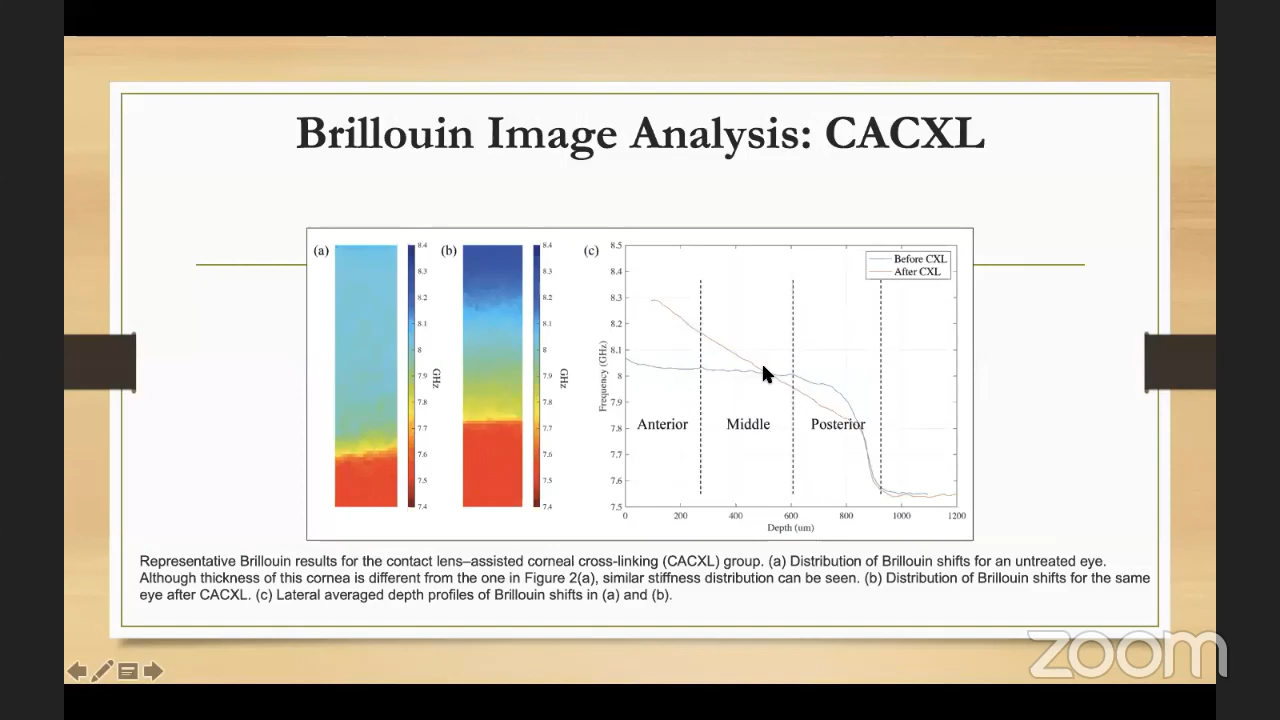 Brillouin Image Analysis: CACXL
(a)
8.4
8.3
8.2
8.1
8
7.9
7.8
7.7
7.6
7.5
7.4
GHz
(b)
8.4
8.3
8.2
8.1
8
7.9
7.8
7.7
7.6
7.5
7.4
GHz
(c)
8.5
8.4
8.3
8.2
8.1
8
7.9
7.8
7.7
7.6
7.5
Frequency (GHz)
Before CXL
After CXL
Anterior Middle Posterior
0 200 400 600 800 1000 1200
Depth (um)
Representative Brillouin results for the contact lens–assisted corneal cross-linking (CACXL) group. (a) Distribution of Brillouin shifts for an untreated eye.
Although thickness of this cornea is different from the one in Figure 2(a), similar stiffness distribution can be seen. (b) Distribution of Brillouin shifts for the same
eye after CACXL. (c) Lateral averaged depth profiles of Brillouin shifts in (a) and (b).
zoom